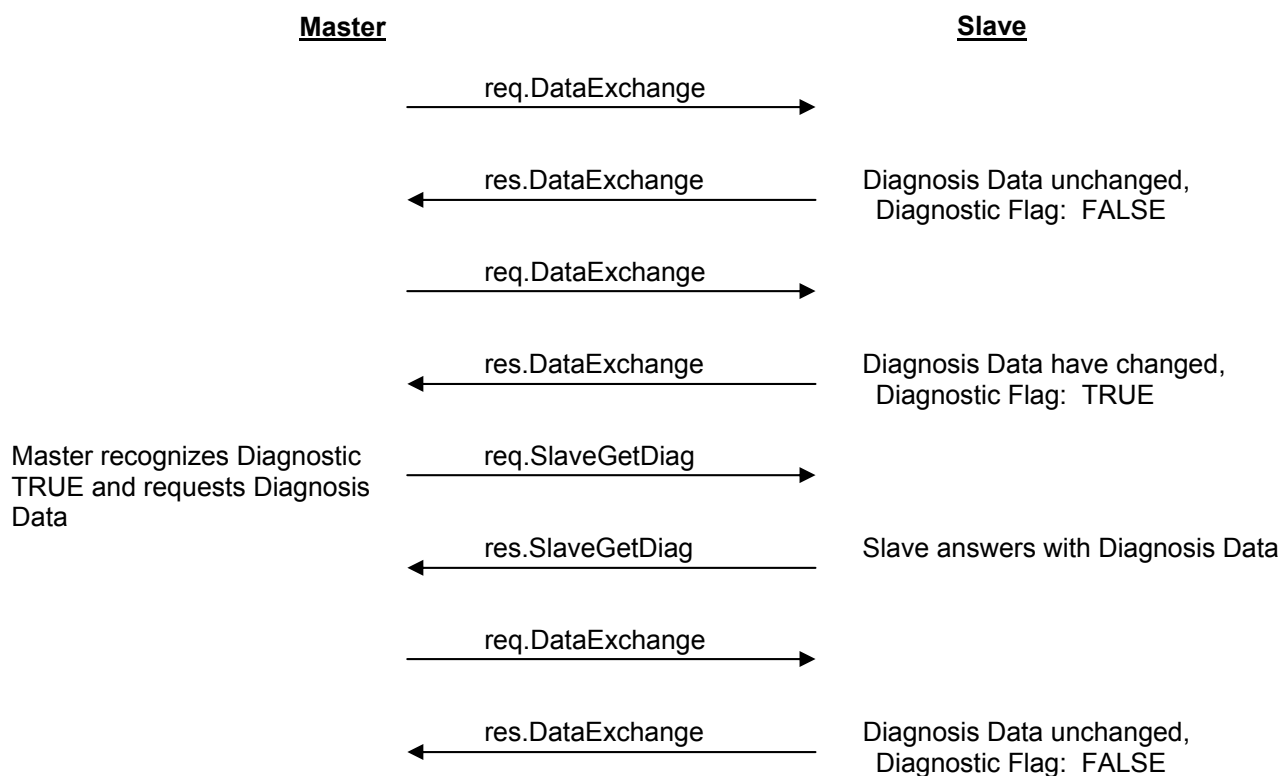 Master
Slave
req.DataExchange
res.DataExchange
Diagnosis Data unchanged,
Diagnostic Flag: FALSE
req.DataExchange
res.DataExchange
Diagnosis Data have changed,
Diagnostic Flag: TRUE
Master recognizes Diagnostic
TRUE and requests Diagnosis
Data
req.SlaveGetDiag
res.SlaveGetDiag
Slave answers with Diagnosis Data
req.DataExchange
res.DataExchange
Diagnosis Data unchanged,
Diagnostic Flag: FALSE